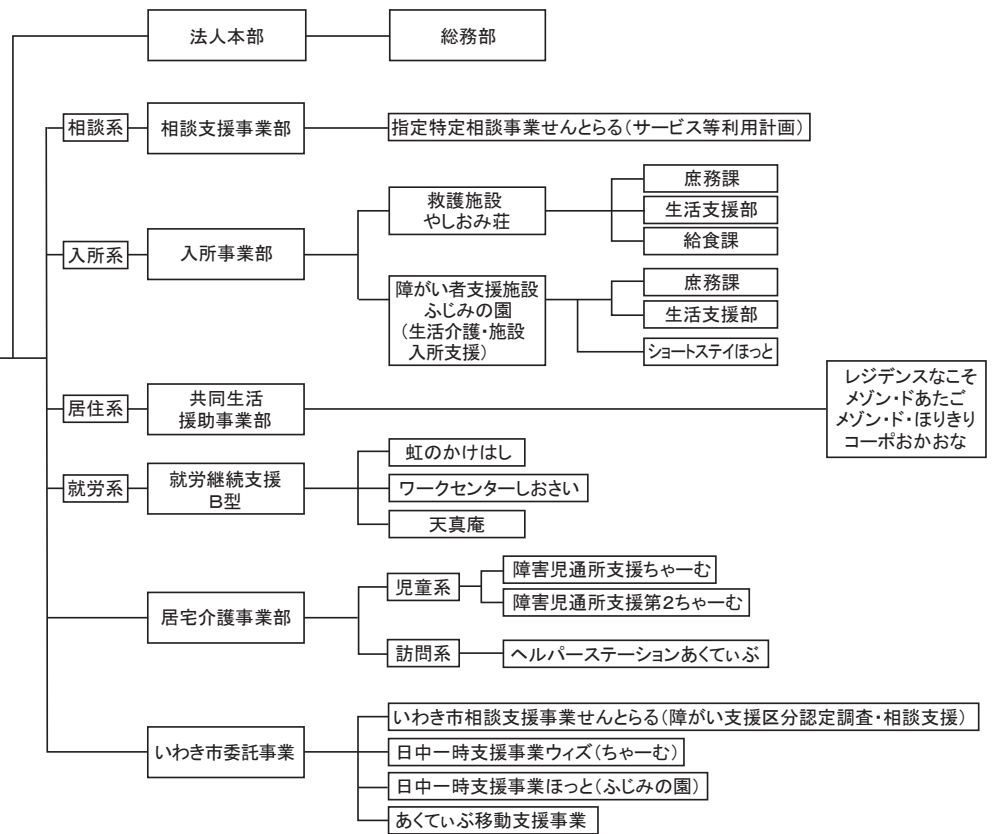 法人本部
総務部
相談系
相談支援事業部
指定特定相談事業せんとらる(サービス等利用計画)
入所系
入所事業部
救護施設
やしおみ荘
庶務課
生活支援部
給食課
障がい者支援施設
ふじみの園
(生活介護・施設
入所支援)
庶務課
生活支援部
ショートステイほっと
居住系
共同生活
援助事業部
レジデンスなこそ
メゾン・ドあたご
メゾン・ド・ほりきり
コーポおかおな
就労系
就労継続支援
B型
虹のかけはし
ワークセンターしおさい
天真庵
居宅介護事業部
児童系
障害児通所支援ちゃーむ
障害児通所支援第2ちゃーむ
訪問系
ヘルパーステーションあくてぃぶ
いわき市委託事業
いわき市相談支援事業せんとらる(障がい支援区分認定調査・相談支援)
日中一時支援事業ウィズ(ちゃーむ)
日中一時支援事業ほっと(ふじみの園)
あくてぃぶ移動支援事業